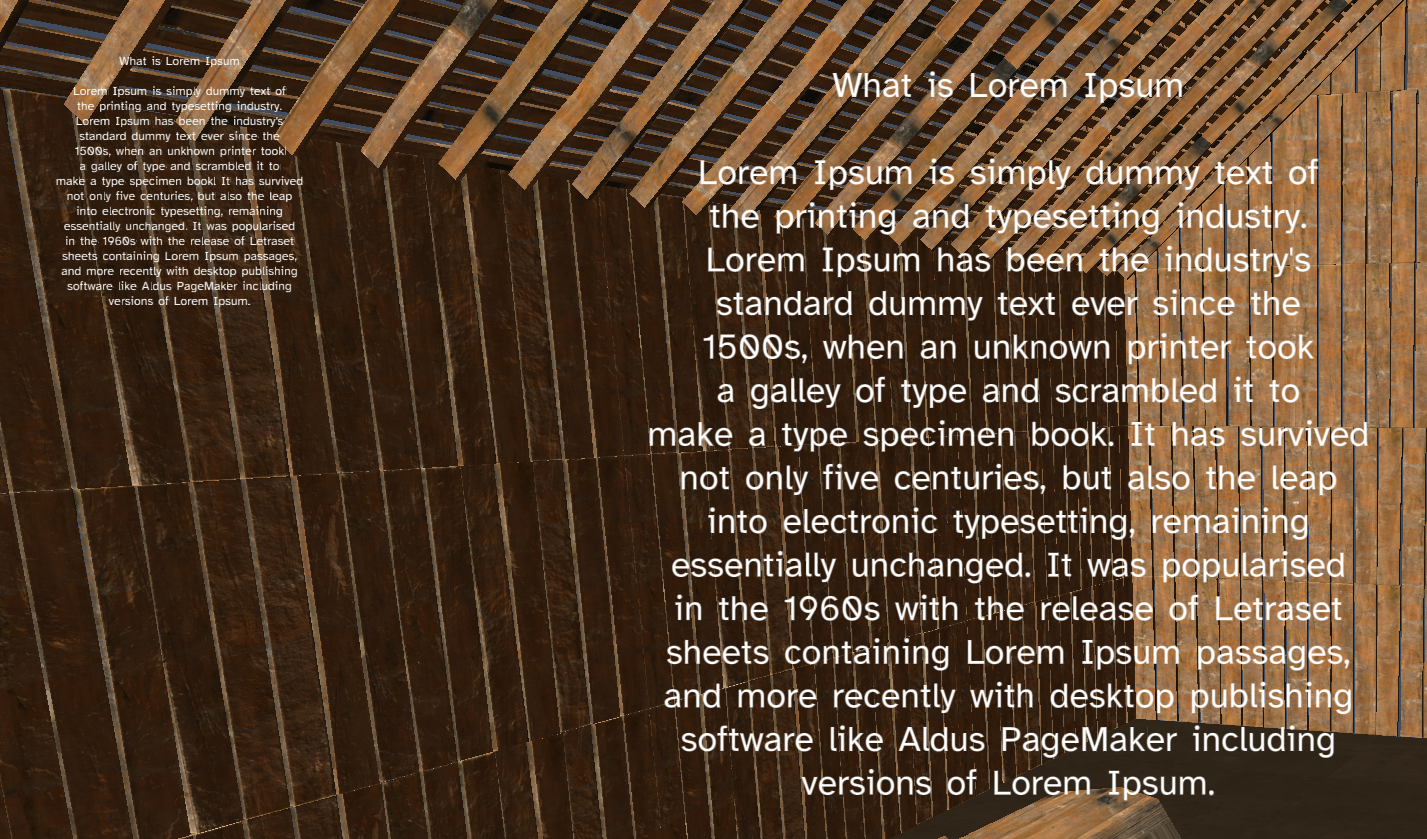 What is Lorem Ipsum
Lorem Ipsum is simply dummy text of
the printing and typesetting industry.
Lorem Ipsum has been the industry's
standard dummy text ever since the
1500s, when an unknown printer took
a galley of type and scrambled it to
make a type specimen book. It has survived
not only five centuries, but also the leap
into electronic typesetting, remaining
essentially unchanged. It was popularised
in the 1960s with the release of Letraset
sheets containing Lorem Ipsum passages,
and more recently with desktop publishing
software like Aldus PageMaker including
versions of Lorem Ipsum.
What is Lorem Ipsum
Lorem Ipsum is simply dummy text of
the printing and typesetting industry.
Lorem Ipsum has been the industry's
standard dummy text ever since the
1500s, when an unknown printer took
a galley of type and scrambled it to
make a type specimen book. It has survived
not only five centuries, but also the leap
into electronic typesetting, remaining
essentially unchanged. It was popularised
in the 1960s with the release of Letraset
sheets containing Lorem Ipsum passages,
and more recently with desktop publishing
software like Aldus PageMaker including
versions of Lorem Ipsum.